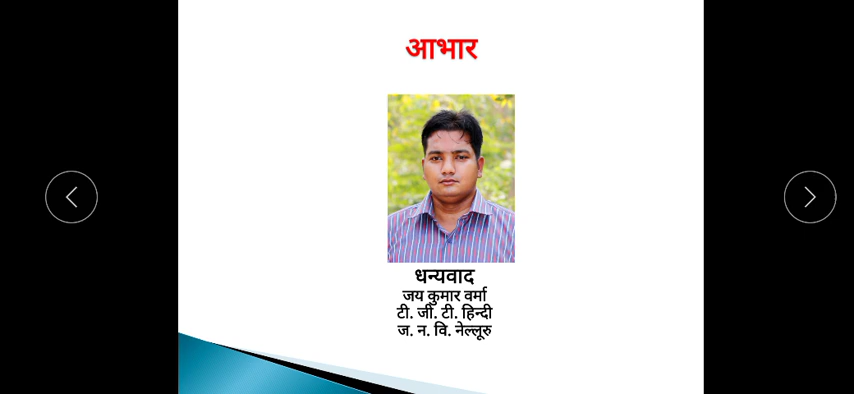 आभार
धन्यवाद
जय कुमार वर्मा
टी. जी. टी. हिन्दी
ज. न. वि. नेल्लूरु